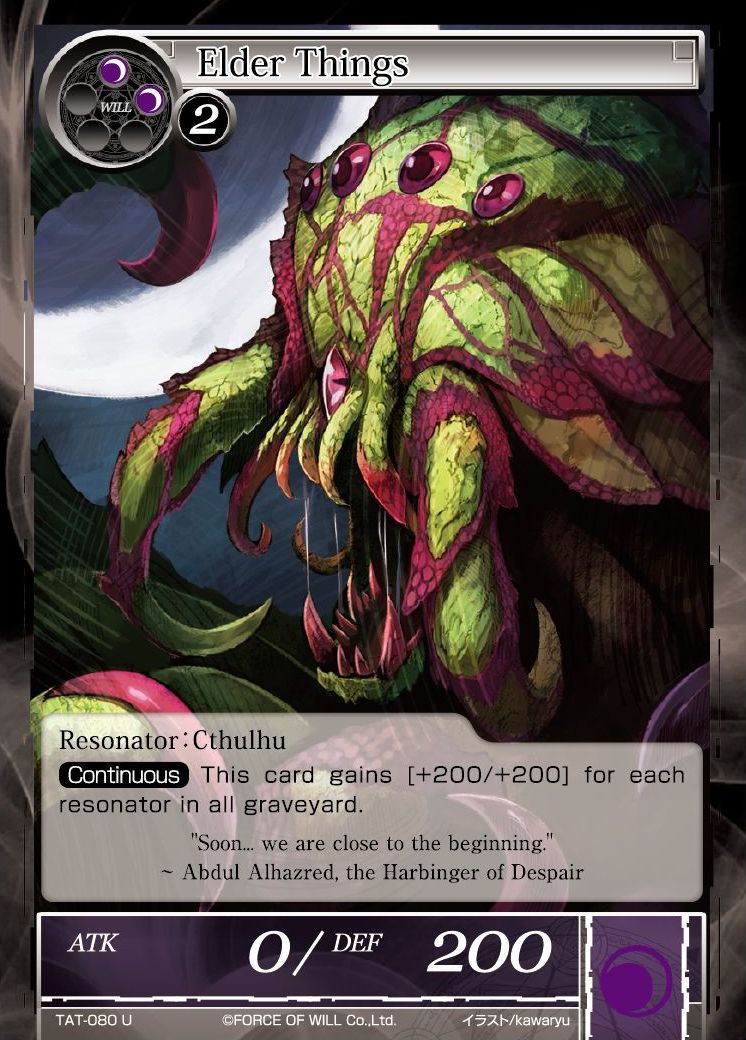 Elder Things
WILL
2
Resonator：Cthulhu
Continuous This card gains [+200/+200] for each
resonator in all graveyard.
"Soon... we are close to the beginning."
~ Abdul Alhazred, the Harbinger of Despair
ATK 0/ DEF 200
TAT-080 U ©FORCE OF WILL Co.,Ltd. イラスト/kawaryu